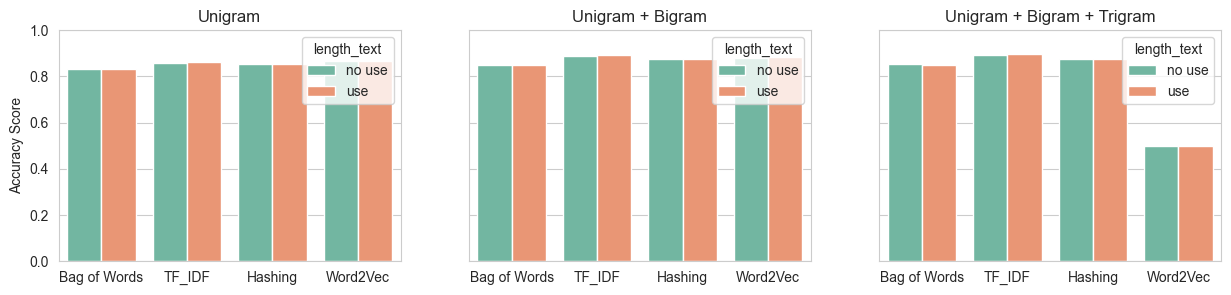 Unigram
Unigram + Bigram
Unigram + Bigram + Trigram
Accuracy Score
1.0
0.8
0.6
0.4
0.2
0.0
length_text
no use
use
length_text
no use
use
length_text
no use
use
Bag of Words TF_IDF Hashing Word2Vec
Bag of Words TF_IDF Hashing Word2Vec
Bag of Words TF_IDF Hashing Word2Vec